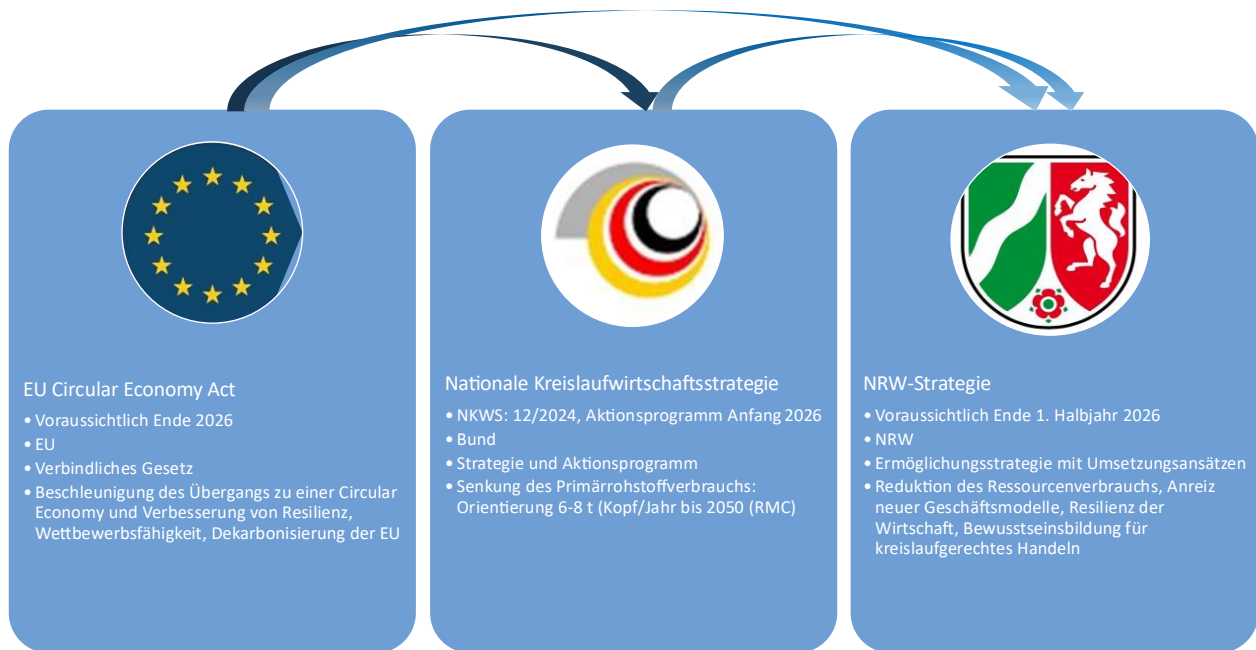 EU Circular Economy Act
• Voraussichtlich Ende 2026
• EU
• Verbindliches Gesetz
• Beschleunigung des Übergangs zu einer Circular
Economy und Verbesserung von Resilienz,
Wettbewerbsfähigkeit, Dekarbonisierung der EU
Nationale Kreislaufwirtschaftsstrategie
• NKWS: 12/2024, Aktionsprogramm Anfang 2026
• Bund
• Strategie und Aktionsprogramm
• Senkung des Primärrohstoffverbrauchs:
Orientierung 6-8 t (Kopf/Jahr bis 2050 (RMC)
NRW-Strategie
• Voraussichtlich Ende 1. Halbjahr 2026
• NRW
• Ermöglichungsstrategie mit Umsetzungsansätzen
• Reduktion des Ressourcenverbrauchs, Anreiz
neuer Geschäftsmodelle, Resilienz der
Wirtschaft, Bewusstseinsbildung für
kreislaufgerechtes Handeln